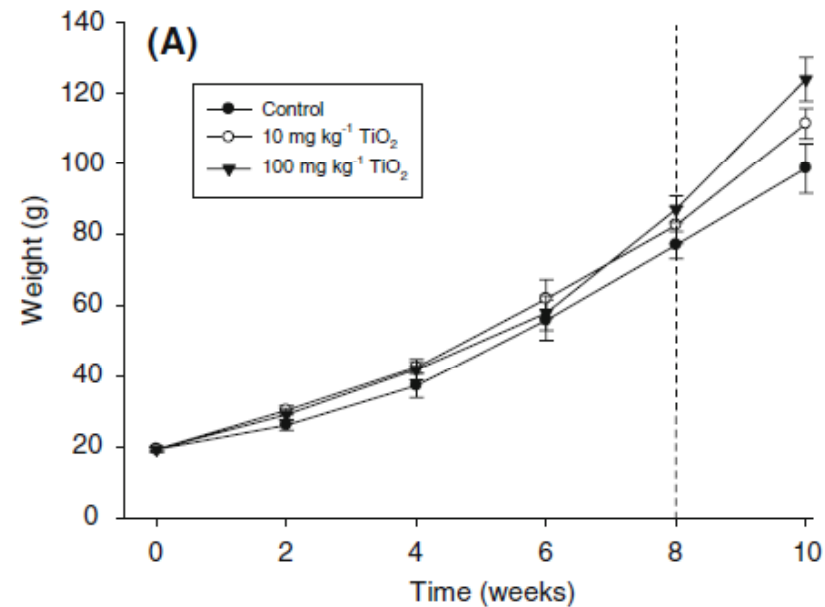 (A)
Control
10 mg kg⁻¹ TiO₂
100 mg kg⁻¹ TiO₂
Weight (g)
140
120
100
80
60
40
20
0
0 2 4 6 8 10
Time (weeks)